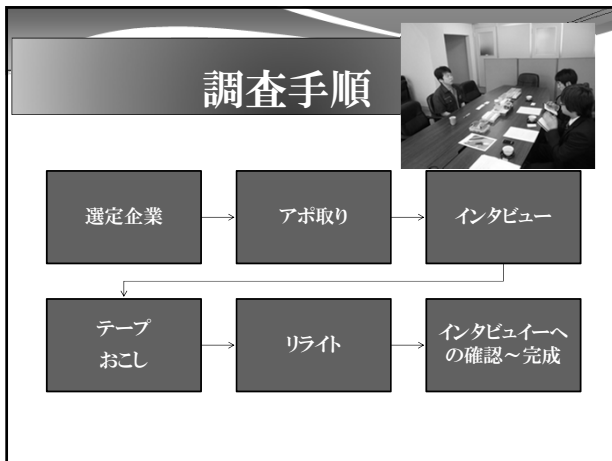 調査手順
選定企業
アポ取り
インタビュー
テープ
おこし
リライト
インタビュイーへ
の確認～完成